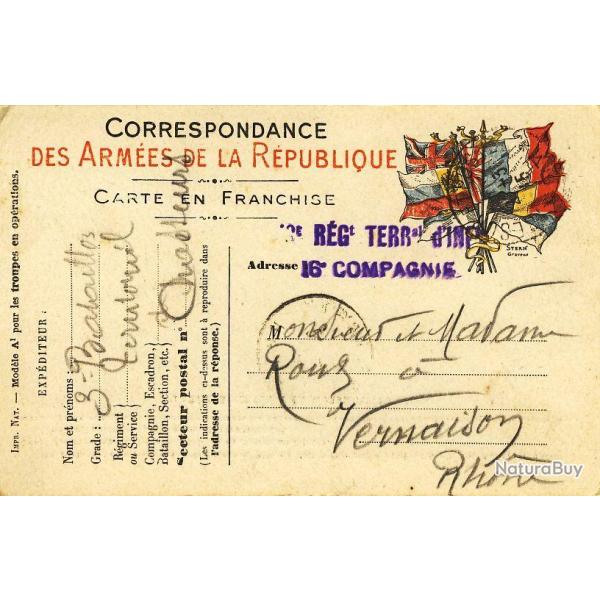 CORRESPONDANCE
DES ARMÉES DE LA RÉPUBLIQUE
CARTE EN FRANCHISE
STERN
Graveur
RÉGt TERRal d'INF
Adresse 16e COMPAGNIE
Monsieur et Madame
Roux à
Vernaison
Rhône
IMPR. NAT. — Modèle A1 pour les troupes en opérations.
EXPÉDITEUR :
Nom et prénoms :
Grade : 3e Bataillon
Régiment
ou Service) Territorial
Compagnie, Escadron,
Bataillon, Section, etc.) Chasseurs
Secteur postal n°
(Les indications ci-dessus sont à reproduire dans
l'adresse de la réponse.)
NaturaBuy